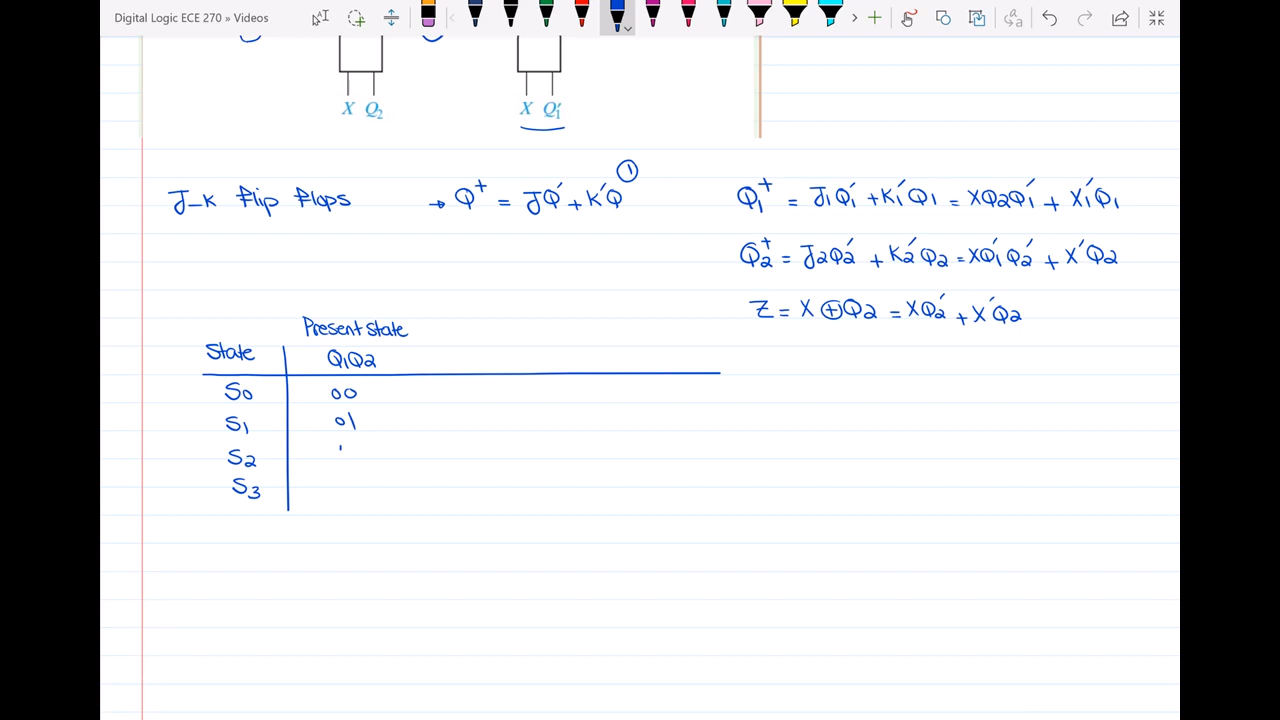 Digital Logic ECE 270 » Videos
X Q₂ X Q₁′
J-K flip flops → Q⁺ = JQ′ + K′Q ①
Q₁⁺ = J₁Q₁′ + K₁′Q₁ = XQ₂Q₁′ + X′Q₁
Q₂⁺ = J₂Q₂′ + K₂′Q₂ = XQ₁′Q₂′ + X′Q₂
Z = X ⊕ Q₂ = XQ₂′ + X′Q₂
Present state
State Q₁Q₂
S₀ 00
S₁ 01
S₂
S₃